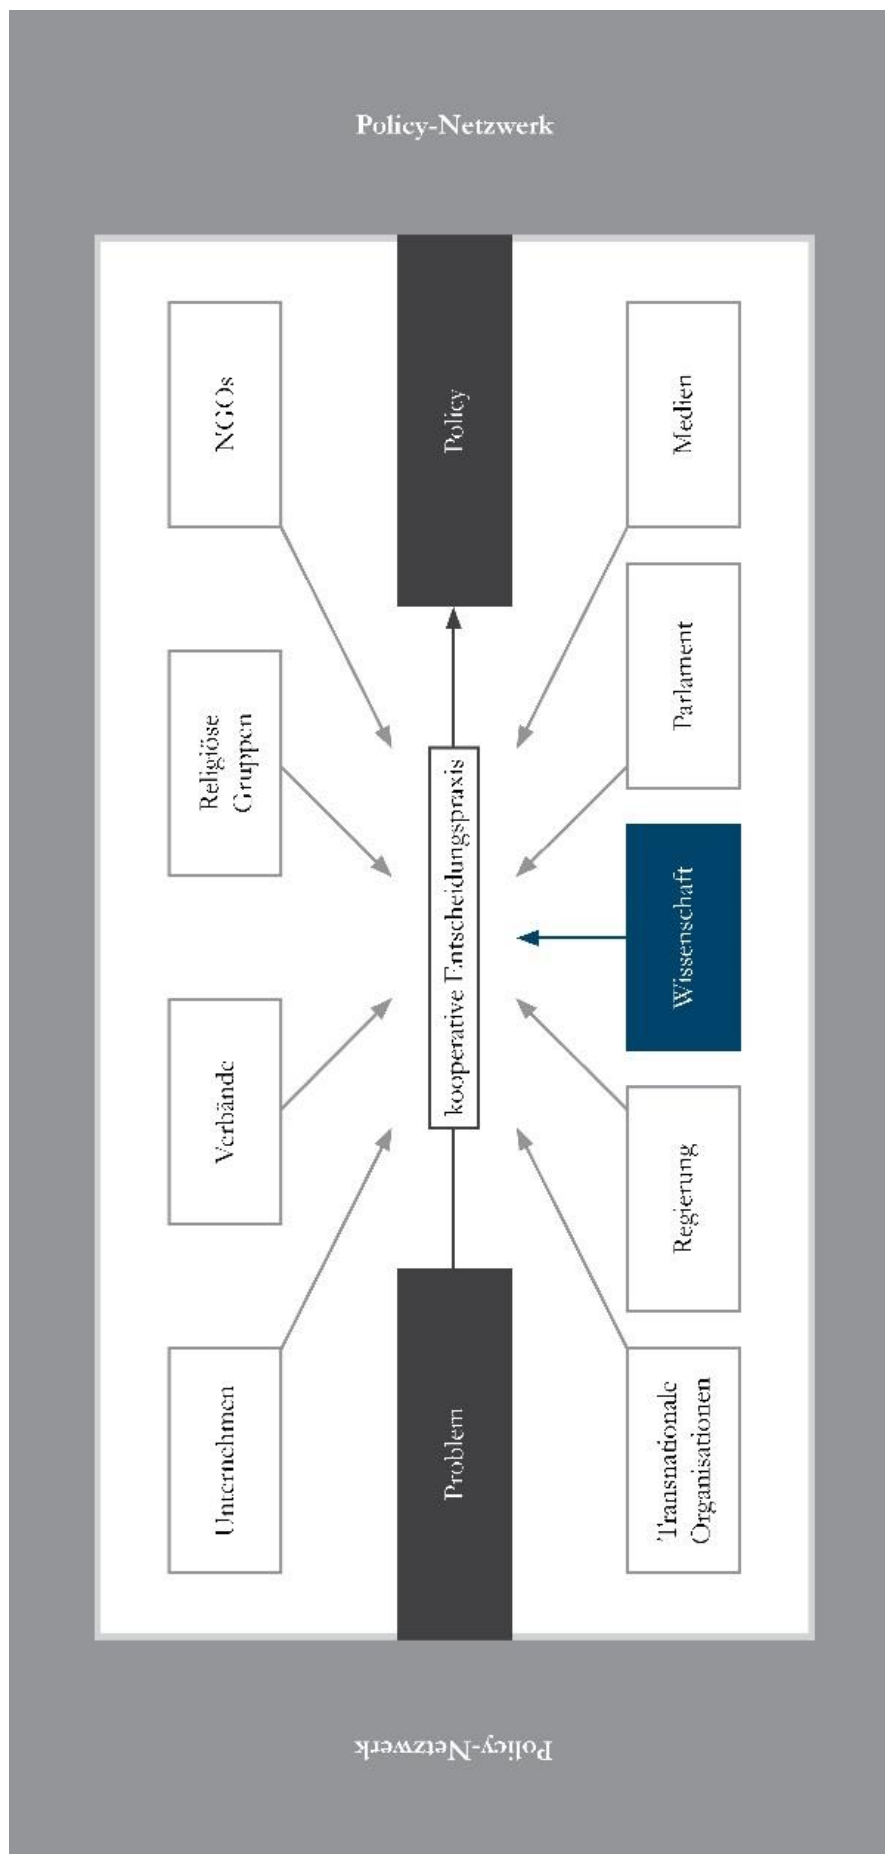 Policy-Netzwerk
Unternehmen
Verbände
Religiöse
Gruppen
NGOs
Problem
kooperative Entscheidungspraxis
Policy
Transnationale
Organisationen
Regierung
Wissenschaft
Parlament
Medien
Policy-Netzwerk